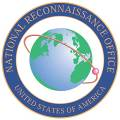 NATIONAL RECONNAISSANCE OFFICE
UNITED STATES OF AMERICA